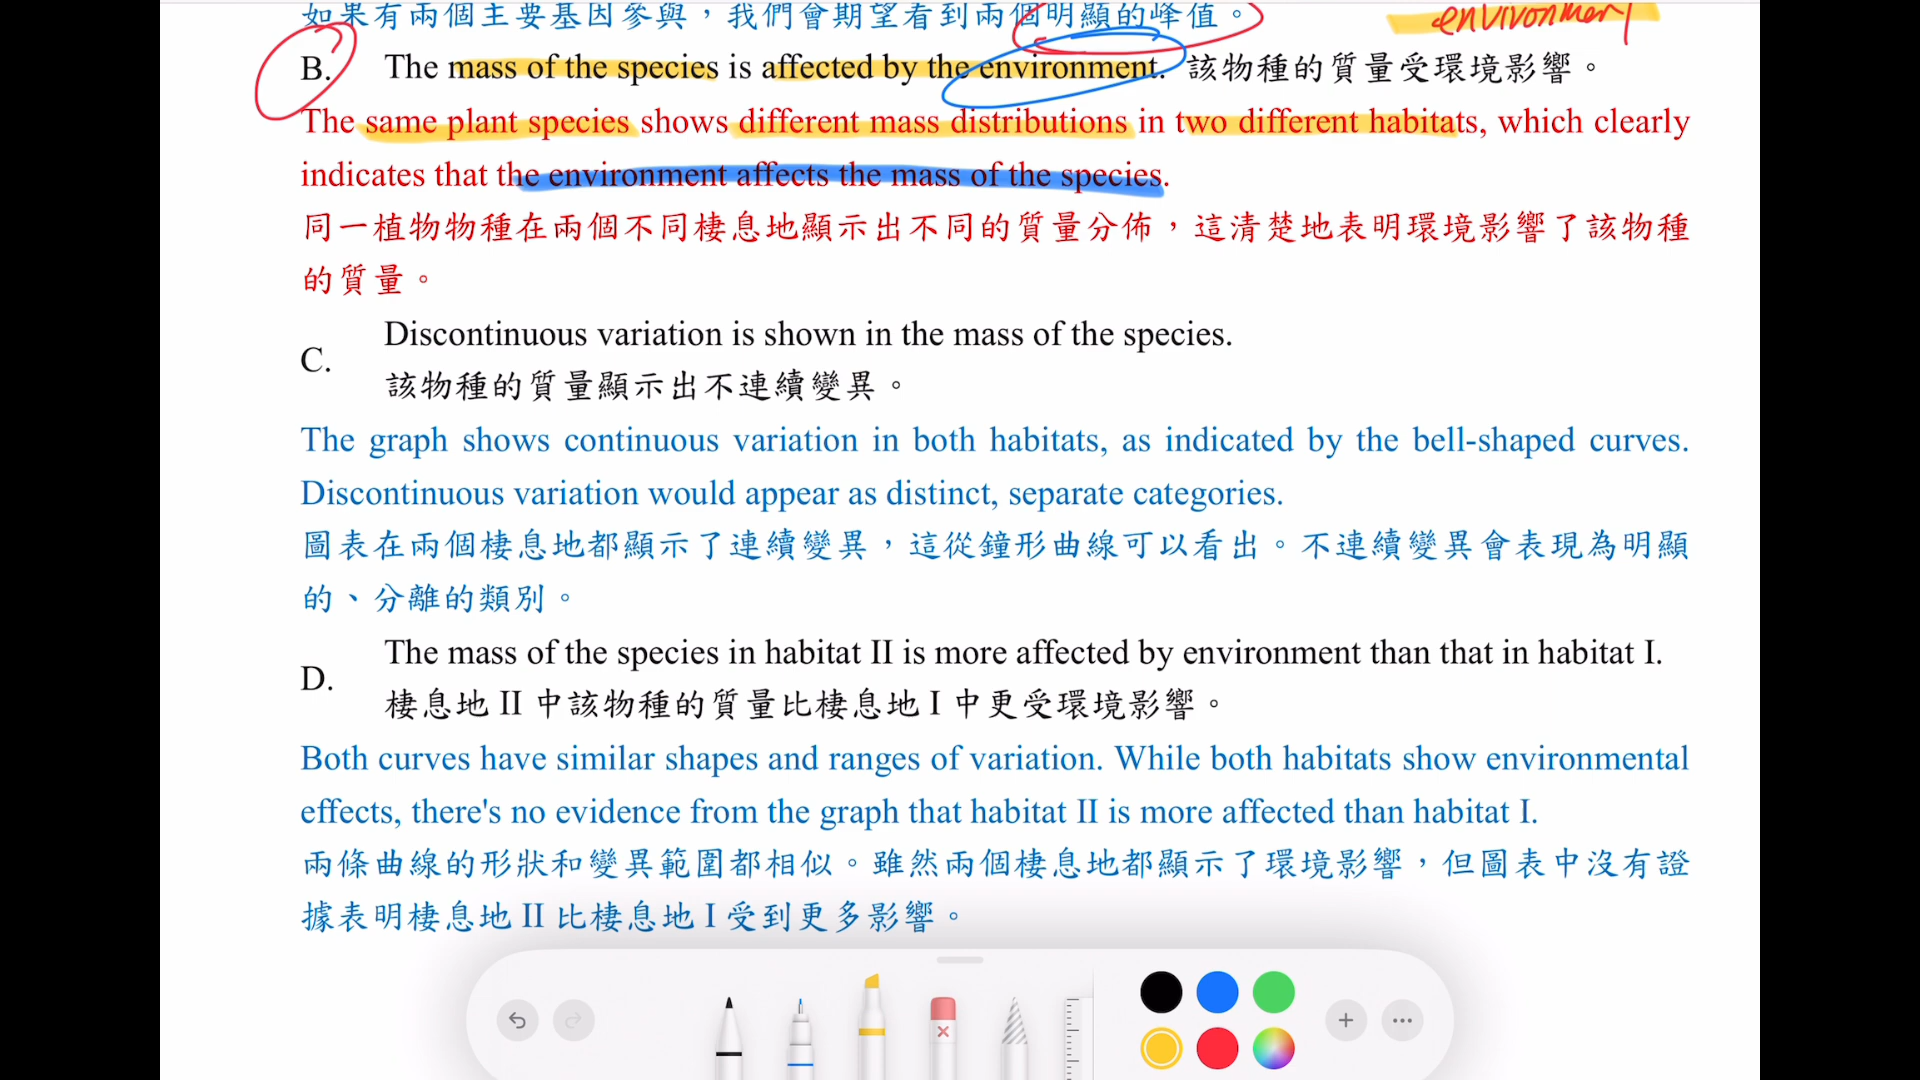 如果有兩個主要基因參與，我們會期望看到兩個明顯的峰值。
environment
B. The mass of the species is affected by the environment. 該物種的質量受環境影響。
The same plant species shows different mass distributions in two different habitats, which clearly
indicates that the environment affects the mass of the species.
同一植物物種在兩個不同棲息地顯示出不同的質量分佈，這清楚地表明環境影響了該物種
的質量。
C. Discontinuous variation is shown in the mass of the species.
該物種的質量顯示出不連續變異。
The graph shows continuous variation in both habitats, as indicated by the bell-shaped curves.
Discontinuous variation would appear as distinct, separate categories.
圖表在兩個棲息地都顯示了連續變異，這從鐘形曲線可以看出。不連續變異會表現為明顯
的、分離的類別。
D. The mass of the species in habitat II is more affected by environment than that in habitat I.
棲息地 II 中該物種的質量比棲息地 I 中更受環境影響。
Both curves have similar shapes and ranges of variation. While both habitats show environmental
effects, there's no evidence from the graph that habitat II is more affected than habitat I.
兩條曲線的形狀和變異範圍都相似。雖然兩個棲息地都顯示了環境影響，但圖表中沒有證
據表明棲息地 II 比棲息地 I 受到更多影響。